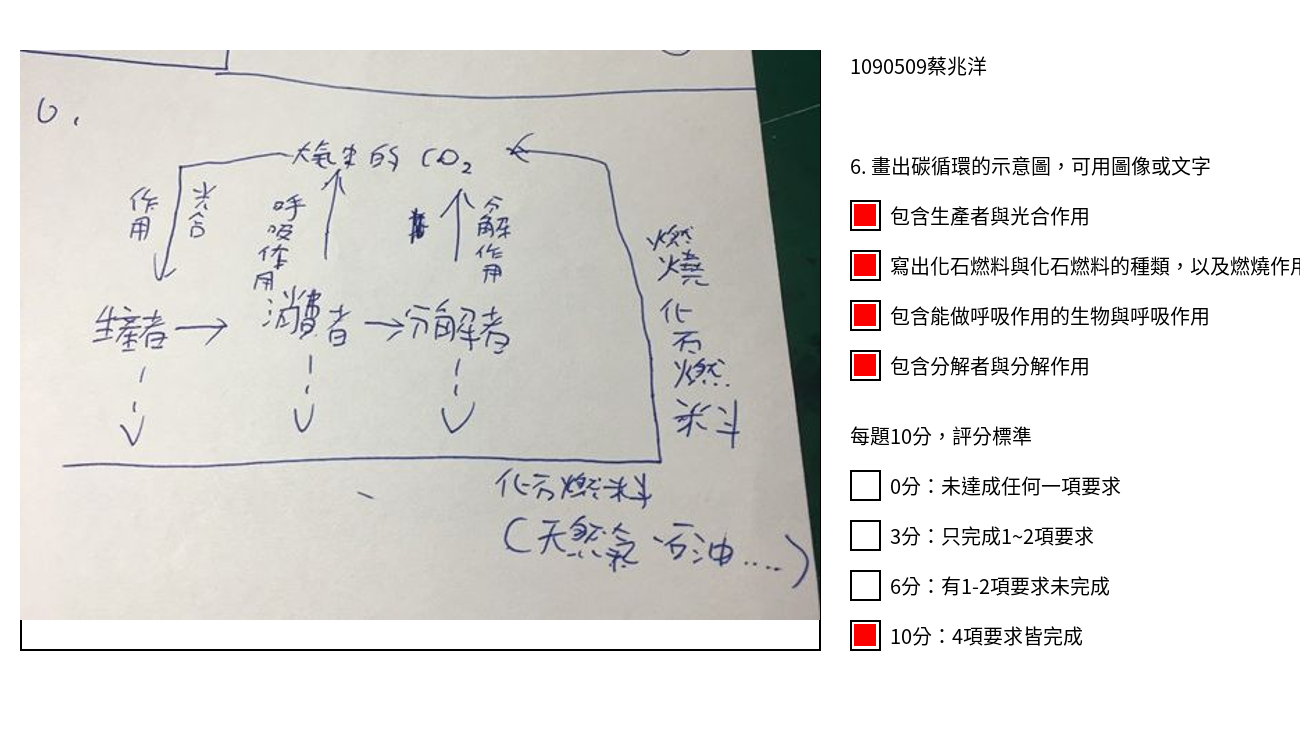 6.
大氣中的 CO₂
光合
作用
呼吸作用
分解作用
生產者 → 消費者 → 分解者
燃燒化石燃料
化石燃料
(天然氣、石油....)
1090509蔡兆洋
6. 畫出碳循環的示意圖，可用圖像或文字
包含生產者與光合作用
寫出化石燃料與化石燃料的種類，以及燃燒作用
包含能做呼吸作用的生物與呼吸作用
包含分解者與分解作用
每題10分，評分標準
0分：未達成任何一項要求
3分：只完成1~2項要求
6分：有1-2項要求未完成
10分：4項要求皆完成